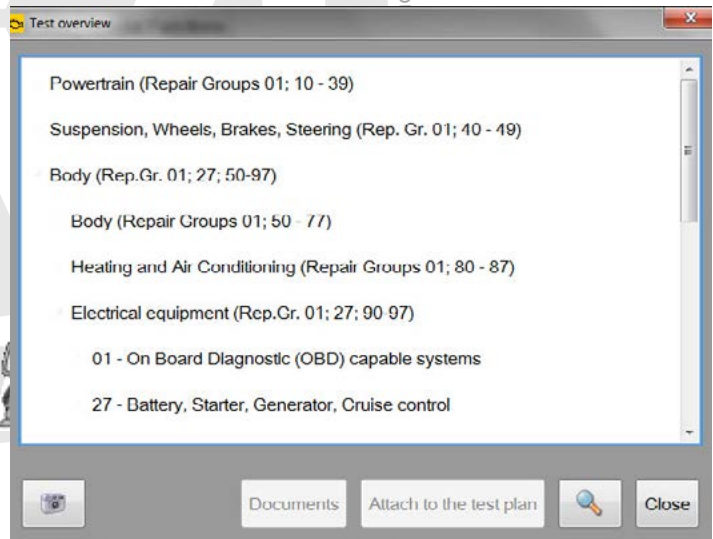 Test overview
Powertrain (Repair Groups 01; 10 - 39)
Suspension, Wheels, Brakes, Steering (Rep. Gr. 01; 40 - 49)
Body (Rep.Gr. 01; 27; 50-97)
Body (Repair Groups 01; 50 - 77)
Heating and Air Conditioning (Repair Groups 01; 80 - 87)
Electrical equipment (Rep.Gr. 01; 27; 90-97)
01 - On Board Diagnostic (OBD) capable systems
27 - Battery, Starter, Generator, Cruise control
Documents Attach to the test plan Close